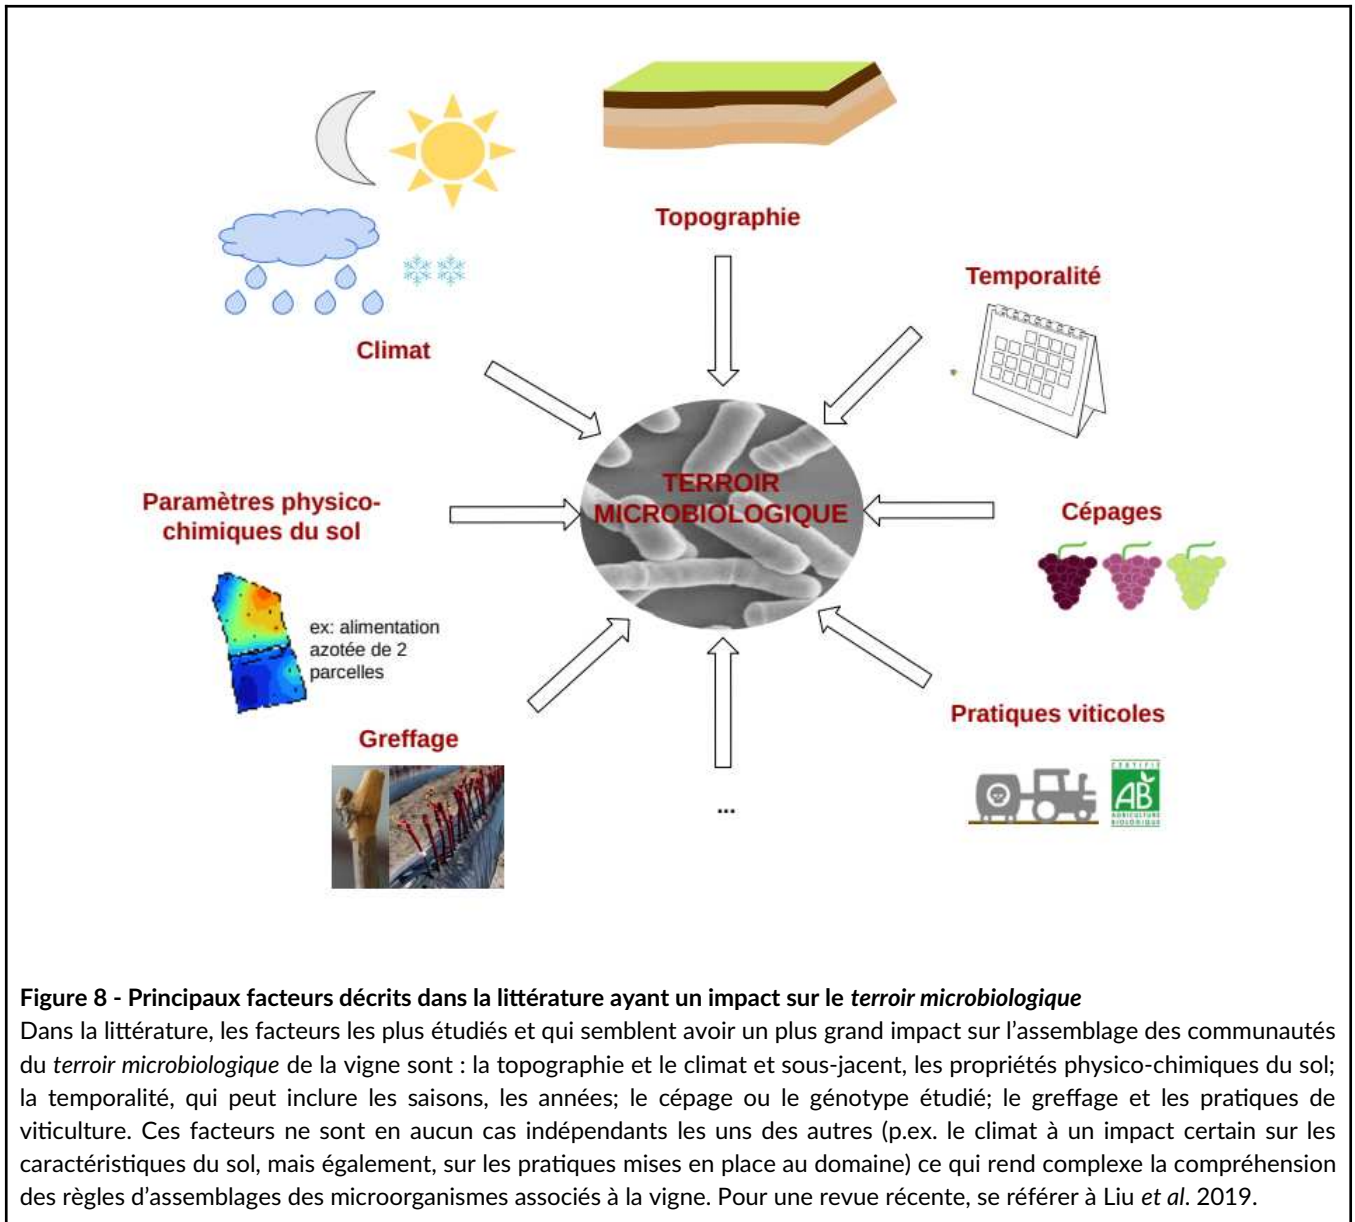 Topographie
Temporalité
Climat
TERROIR
MICROBIOLOGIQUE
Paramètres physico-
chimiques du sol
Cépages
ex: alimentation
azotée de 2
parcelles
Pratiques viticoles
Greffage
CERTIFIÉ
AB
AGRICULTURE
BIOLOGIQUE
...
Figure 8 - Principaux facteurs décrits dans la littérature ayant un impact sur le terroir microbiologique
Dans la littérature, les facteurs les plus étudiés et qui semblent avoir un plus grand impact sur l'assemblage des communautés
du terroir microbiologique de la vigne sont : la topographie et le climat et sous-jacent, les propriétés physico-chimiques du sol;
la temporalité, qui peut inclure les saisons, les années; le cépage ou le génotype étudié; le greffage et les pratiques de
viticulture. Ces facteurs ne sont en aucun cas indépendants les uns des autres (p.ex. le climat à un impact certain sur les
caractéristiques du sol, mais également, sur les pratiques mises en place au domaine) ce qui rend complexe la compréhension
des règles d'assemblages des microorganismes associés à la vigne. Pour une revue récente, se référer à Liu et al. 2019.